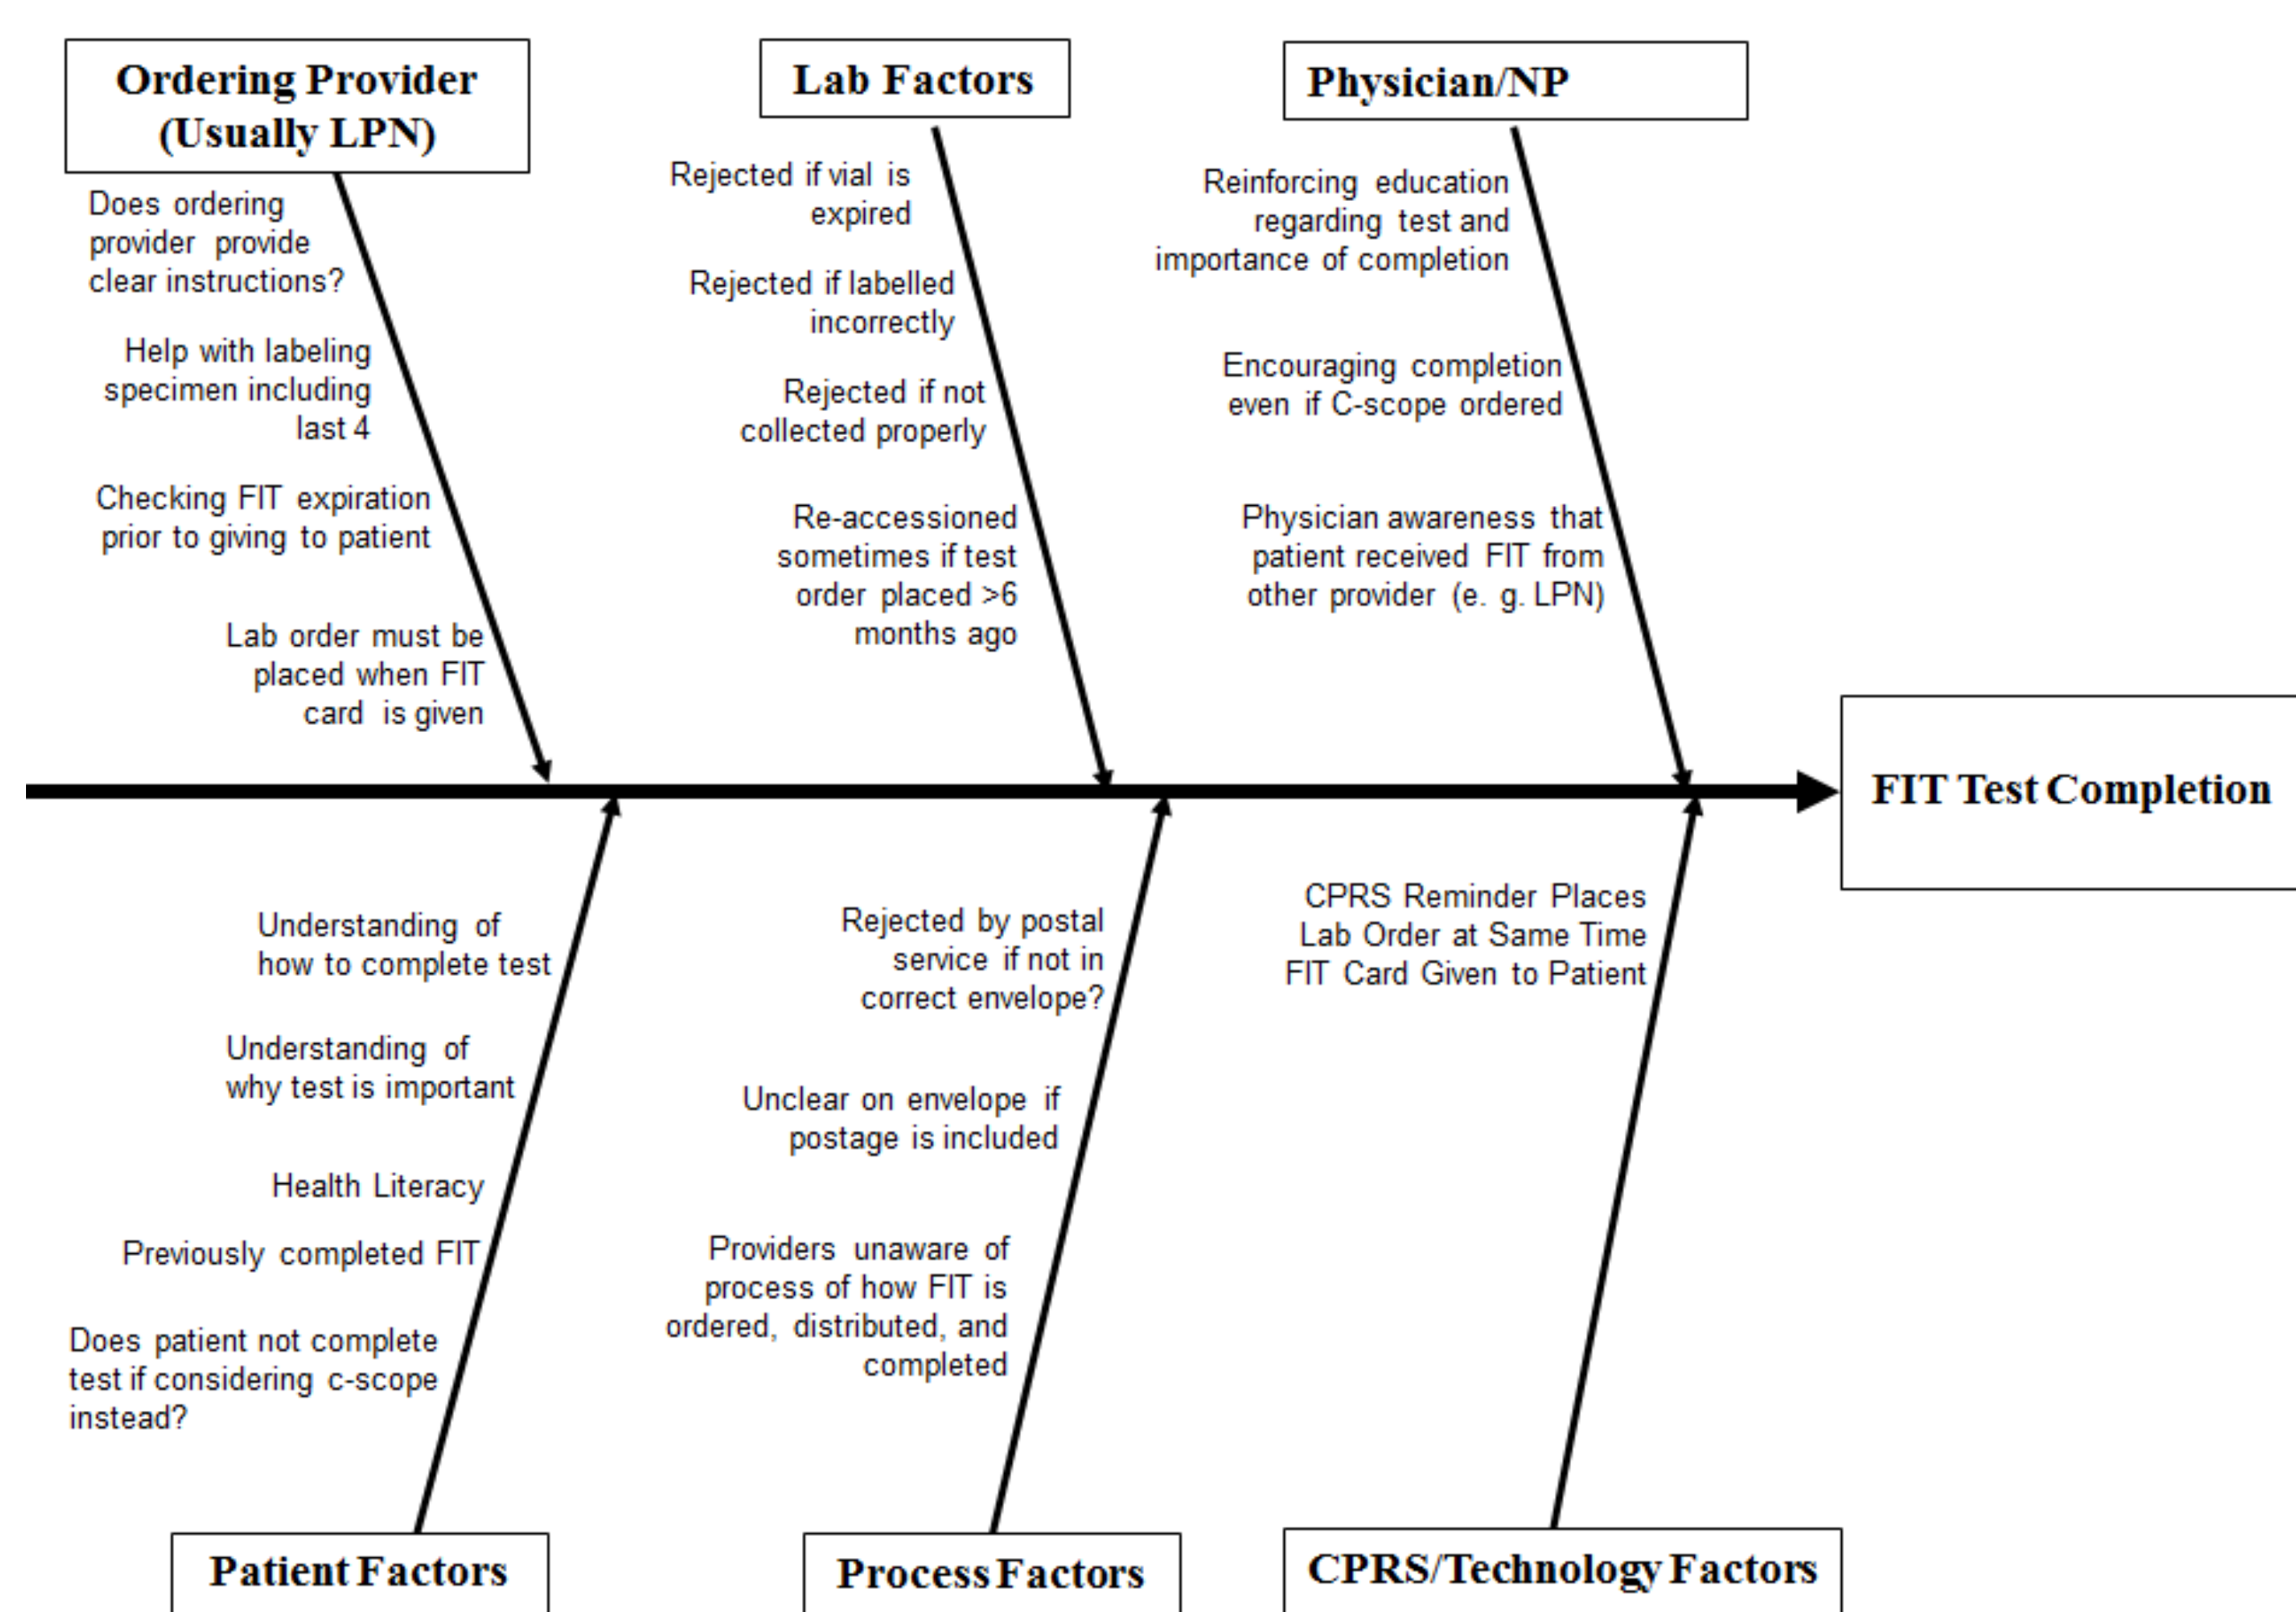 Ordering Provider
(Usually LPN)
Does ordering
provider provide
clear instructions?
Help with labeling
specimen including
last 4
Checking FIT expiration
prior to giving to patient
Lab order must be
placed when FIT
card is given
Lab Factors
Rejected if vial is
expired
Rejected if labelled
incorrectly
Rejected if not
collected properly
Re-accessioned
sometimes if test
order placed >6
months ago
Physician/NP
Reinforcing education
regarding test and
importance of completion
Encouraging completion
even if C-scope ordered
Physician awareness that
patient received FIT from
other provider (e. g. LPN)
FIT Test Completion
Understanding of
how to complete test
Understanding of
why test is important
Health Literacy
Previously completed FIT
Does patient not complete
test if considering c-scope
instead?
Patient Factors
Rejected by postal
service if not in
correct envelope?
Unclear on envelope if
postage is included
Providers unaware of
process of how FIT is
ordered, distributed, and
completed
Process Factors
CPRS Reminder Places
Lab Order at Same Time
FIT Card Given to Patient
CPRS/Technology Factors